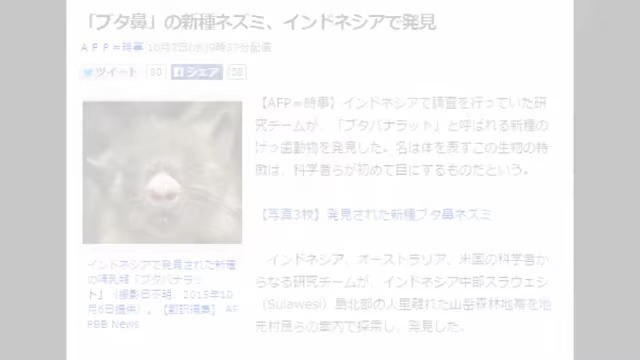 「ブタ鼻」の新種ネズミ、インドネシアで発見
ＡＦＰ＝時事 10月7日(水)9時37分配信
ツイート 80 シェア 58
【AFP＝時事】インドネシアで調査を行っていた研
究チームが、「ブタバナラット」と呼ばれる新種の
げっ歯動物を発見した。名は体を表すこの生物の特
徴は、科学者らが初めて目にするものだという。
【写真3枚】発見された新種ブタ鼻ネズミ
インドネシアで発見された新種
の哺乳類「ブタバナラッ
ト」（撮影日不明、2015年10
月6日提供）。【翻訳編集】 AF
PBB News
インドネシア、オーストラリア、米国の科学者か
らなる研究チームが、インドネシア中部スラウェシ
（Sulawesi）島北部の人里離れた山岳森林地帯を地
元村民らの案内で探索し、発見した。